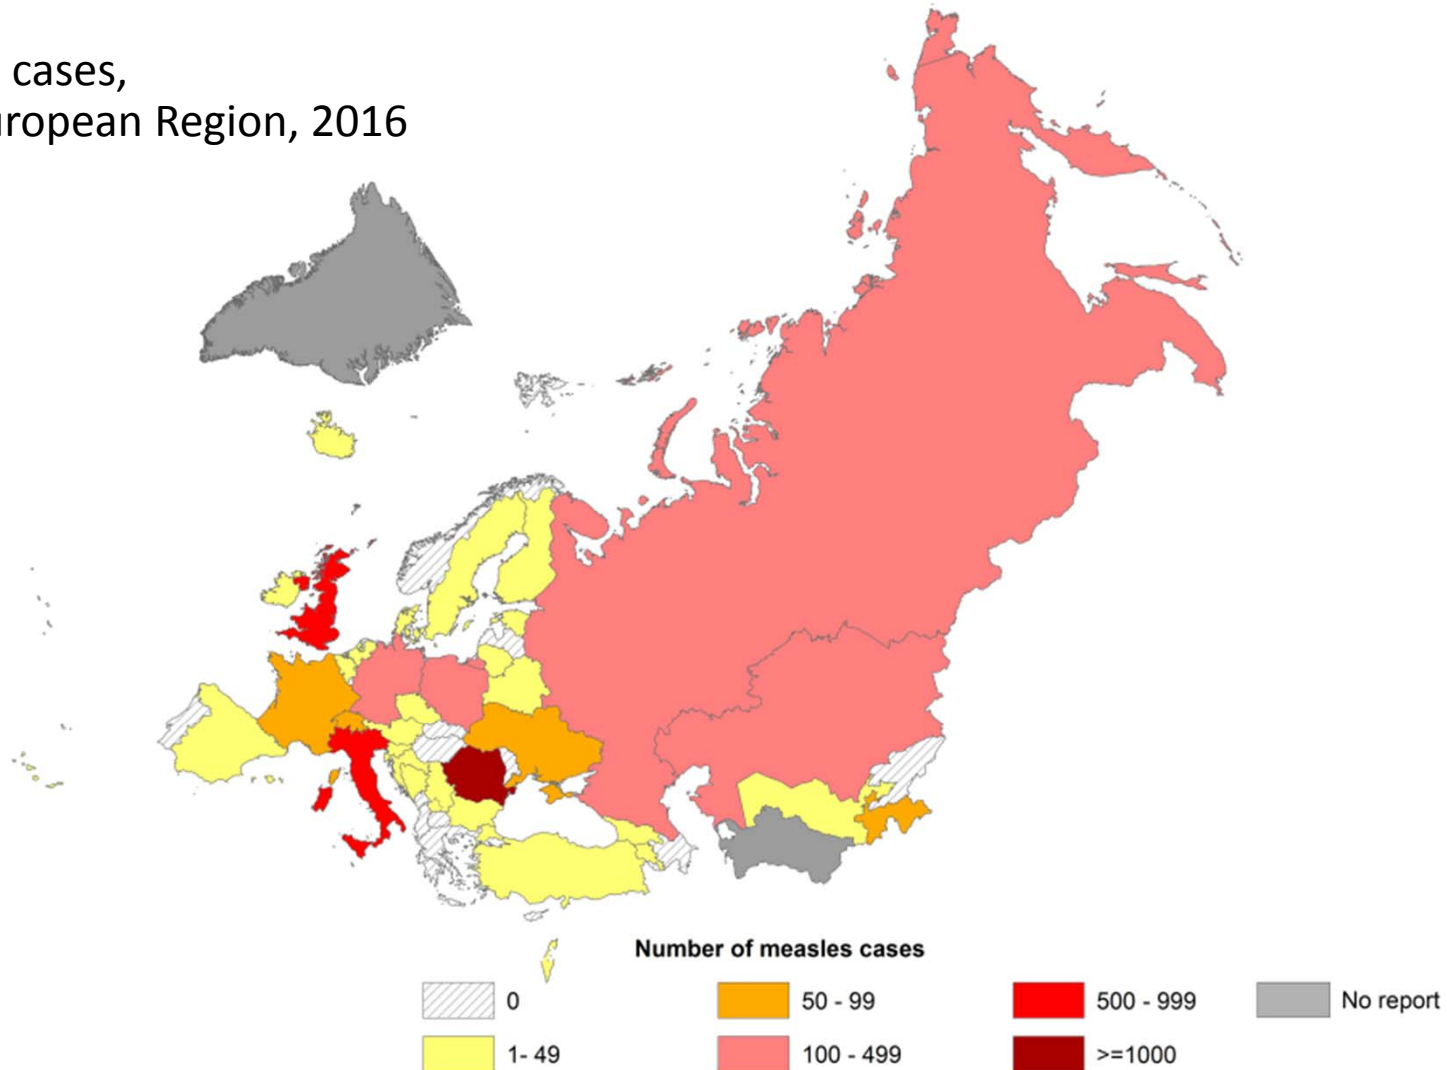 cases,
uropean Region, 2016
Number of measles cases
0
50 - 99
500 - 999
No report
1- 49
100 - 499
>=1000